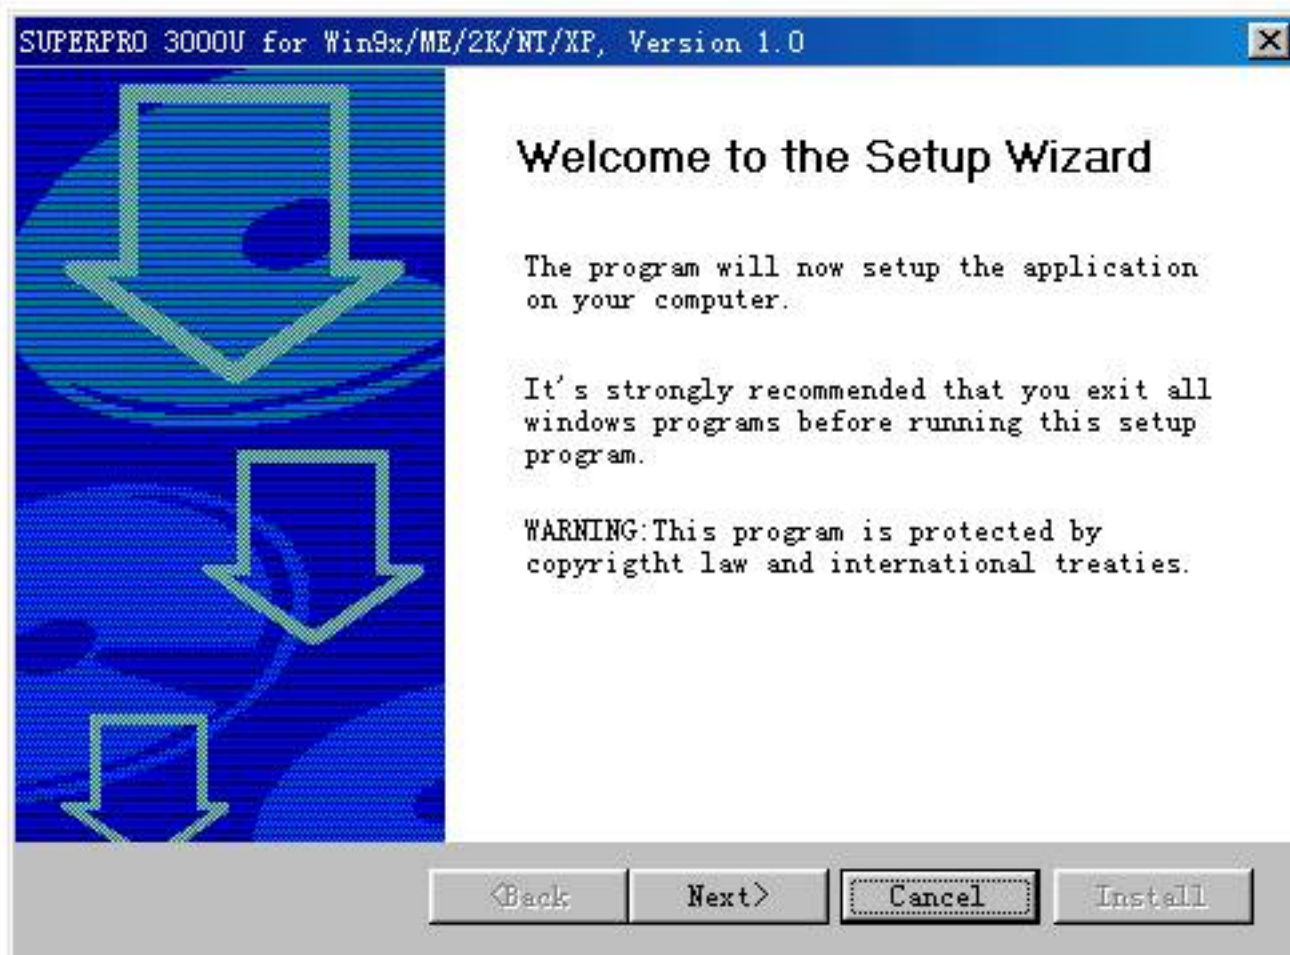 SUPERPRO 3000U for Win9x/ME/2K/NT/XP, Version 1.0
Welcome to the Setup Wizard
The program will now setup the application
on your computer.
It's strongly recommended that you exit all
windows programs before running this setup
program.
WARNING:This program is protected by
copyrigtht law and international treaties.
<Back Next> Cancel Install